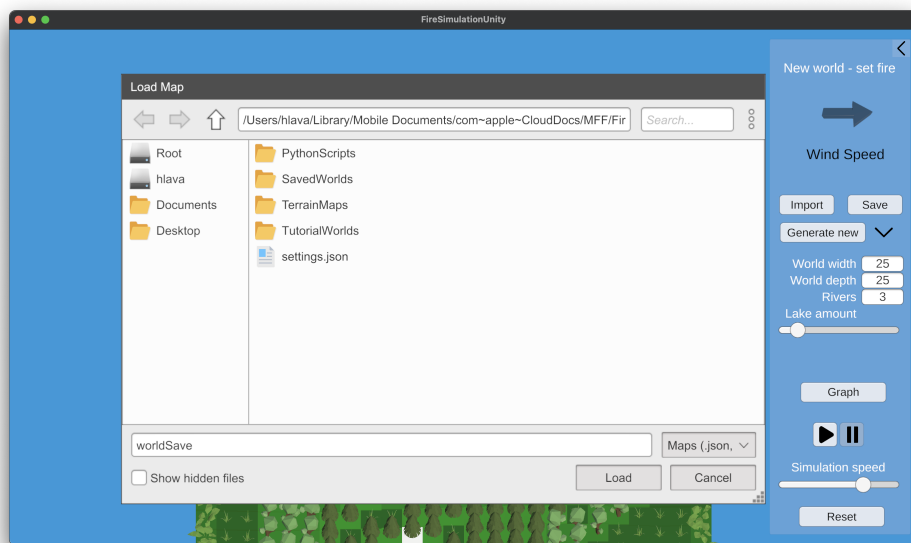 FireSimulationUnity
Load Map
/Users/hlava/Library/Mobile Documents/com~apple~CloudDocs/MFF/Fir
Search...
Root
hlava
Documents
Desktop
PythonScripts
SavedWorlds
TerrainMaps
TutorialWorlds
settings.json
worldSave
Maps (.json,
Show hidden files
Load
Cancel
New world - set fire
Wind Speed
Import
Save
Generate new
World width 25
World depth 25
Rivers 3
Lake amount
Graph
Simulation speed
Reset